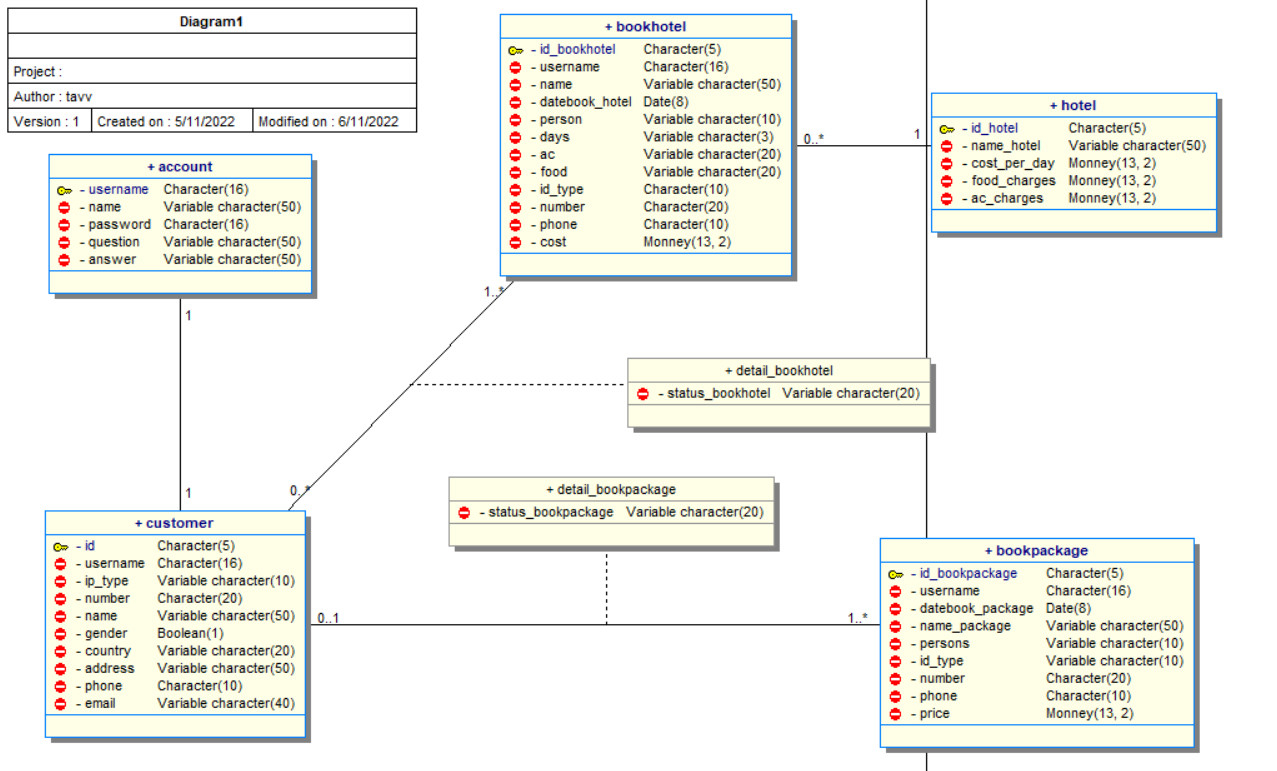 Diagram1
Project :
Author : tavv
Version : 1 Created on : 5/11/2022 Modified on : 6/11/2022
+ account
- username Character(16)
- name Variable character(50)
- password Character(16)
- question Variable character(50)
- answer Variable character(50)
1
1
+ bookhotel
- id_bookhotel Character(5)
- username Character(16)
- name Variable character(50)
- datebook_hotel Date(8)
- person Variable character(10)
- days Variable character(3)
- ac Variable character(20)
- food Variable character(20)
- id_type Character(10)
- number Character(20)
- phone Character(10)
- cost Monney(13, 2)
0..*
1
+ hotel
- id_hotel Character(5)
- name_hotel Variable character(50)
- cost_per_day Monney(13, 2)
- food_charges Monney(13, 2)
- ac_charges Monney(13, 2)
1..*
0..*
+ detail_bookhotel
- status_bookhotel Variable character(20)
+ detail_bookpackage
- status_bookpackage Variable character(20)
+ customer
- id Character(5)
- username Character(16)
- ip_type Variable character(10)
- number Character(20)
- name Variable character(50)
- gender Boolean(1)
- country Variable character(20)
- address Variable character(50)
- phone Character(10)
- email Variable character(40)
0..1
1..*
+ bookpackage
- id_bookpackage Character(5)
- username Character(16)
- datebook_package Date(8)
- name_package Variable character(50)
- persons Variable character(10)
- id_type Variable character(10)
- number Character(20)
- phone Character(10)
- price Monney(13, 2)